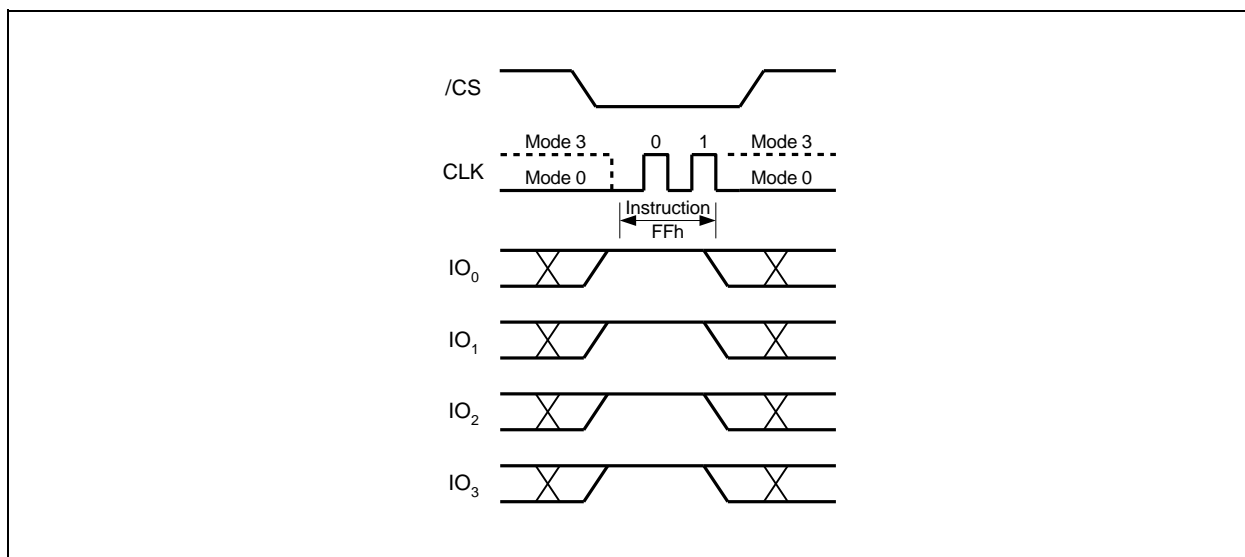 /CS
Mode 3 0 1 Mode 3
CLK
Mode 0 Mode 0
Instruction
FFh
IO0
IO1
IO2
IO3